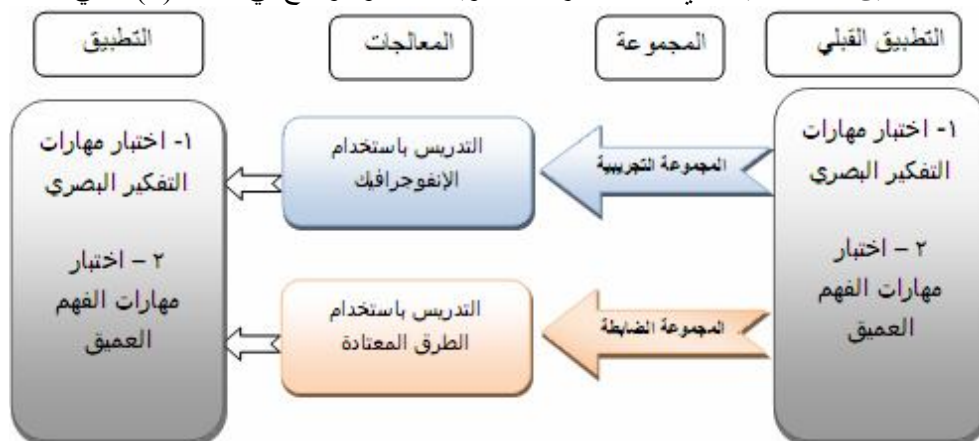 التطبيق القبلي
المجموعة
المعالجات
التطبيق
١- اختبار مهارات
التفكير البصري
٢ – اختبار
مهارات الفهم
العميق
المجموعة التجريبية
المجموعة الضابطة
التدريس باستخدام
الإنفوجرافيك
التدريس باستخدام
الطرق المعتادة
١- اختبار مهارات
التفكير البصري
٢ – اختبار
مهارات الفهم
العميق